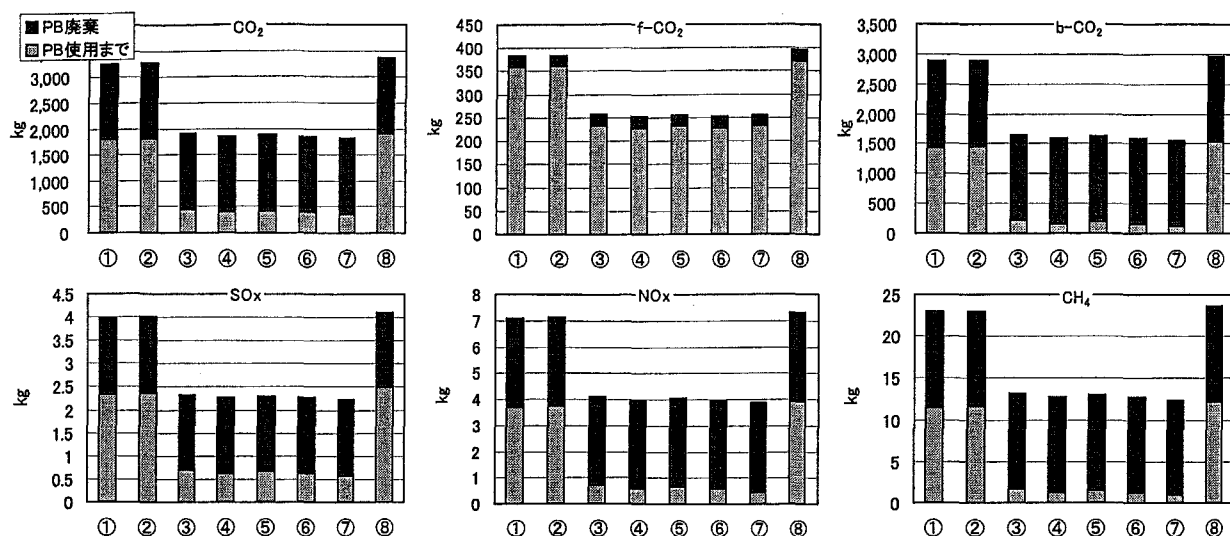 ■PB廃棄
■PB使用まで
CO₂
3,000
2,500
2,000
1,500
1,000
500
0
kg
① ② ③ ④ ⑤ ⑥ ⑦ ⑧
f-CO₂
450
400
350
300
250
200
150
100
50
0
kg
① ② ③ ④ ⑤ ⑥ ⑦ ⑧
b-CO₂
3,500
3,000
2,500
2,000
1,500
1,000
500
0
kg
① ② ③ ④ ⑤ ⑥ ⑦ ⑧
SOx
4.5
4
3.5
3
2.5
2
1.5
1
0.5
0
kg
① ② ③ ④ ⑤ ⑥ ⑦ ⑧
NOx
8
7
6
5
4
3
2
1
0
kg
① ② ③ ④ ⑤ ⑥ ⑦ ⑧
CH₄
25
20
15
10
5
0
kg
① ② ③ ④ ⑤ ⑥ ⑦ ⑧